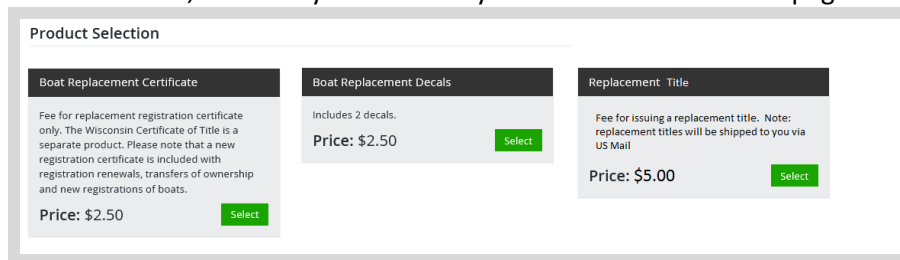 Product Selection
Boat Replacement Certificate
Fee for replacement registration certificate
only. The Wisconsin Certificate of Title is a
separate product. Please note that a new
registration certificate is included with
registration renewals, transfers of ownership
and new registrations of boats.
Price: $2.50
Select
Boat Replacement Decals
Includes 2 decals.
Price: $2.50
Select
Replacement Title
Fee for issuing a replacement title. Note:
replacement titles will be shipped to you via
US Mail
Price: $5.00
Select